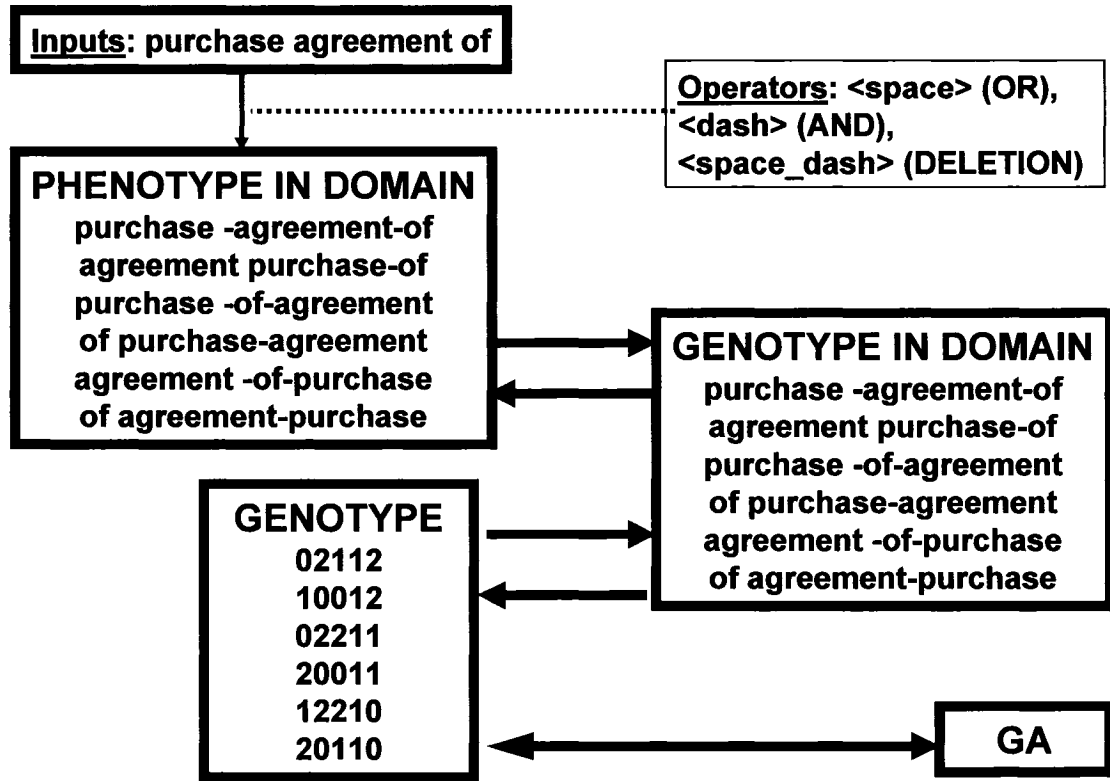 Inputs: purchase agreement of
Operators: <space> (OR),
<dash> (AND),
<space_dash> (DELETION)
PHENOTYPE IN DOMAIN
purchase -agreement-of
agreement purchase-of
purchase -of-agreement
of purchase-agreement
agreement -of-purchase
of agreement-purchase
GENOTYPE IN DOMAIN
purchase -agreement-of
agreement purchase-of
purchase -of-agreement
of purchase-agreement
agreement -of-purchase
of agreement-purchase
GENOTYPE
02112
10012
02211
20011
12210
20110
GA